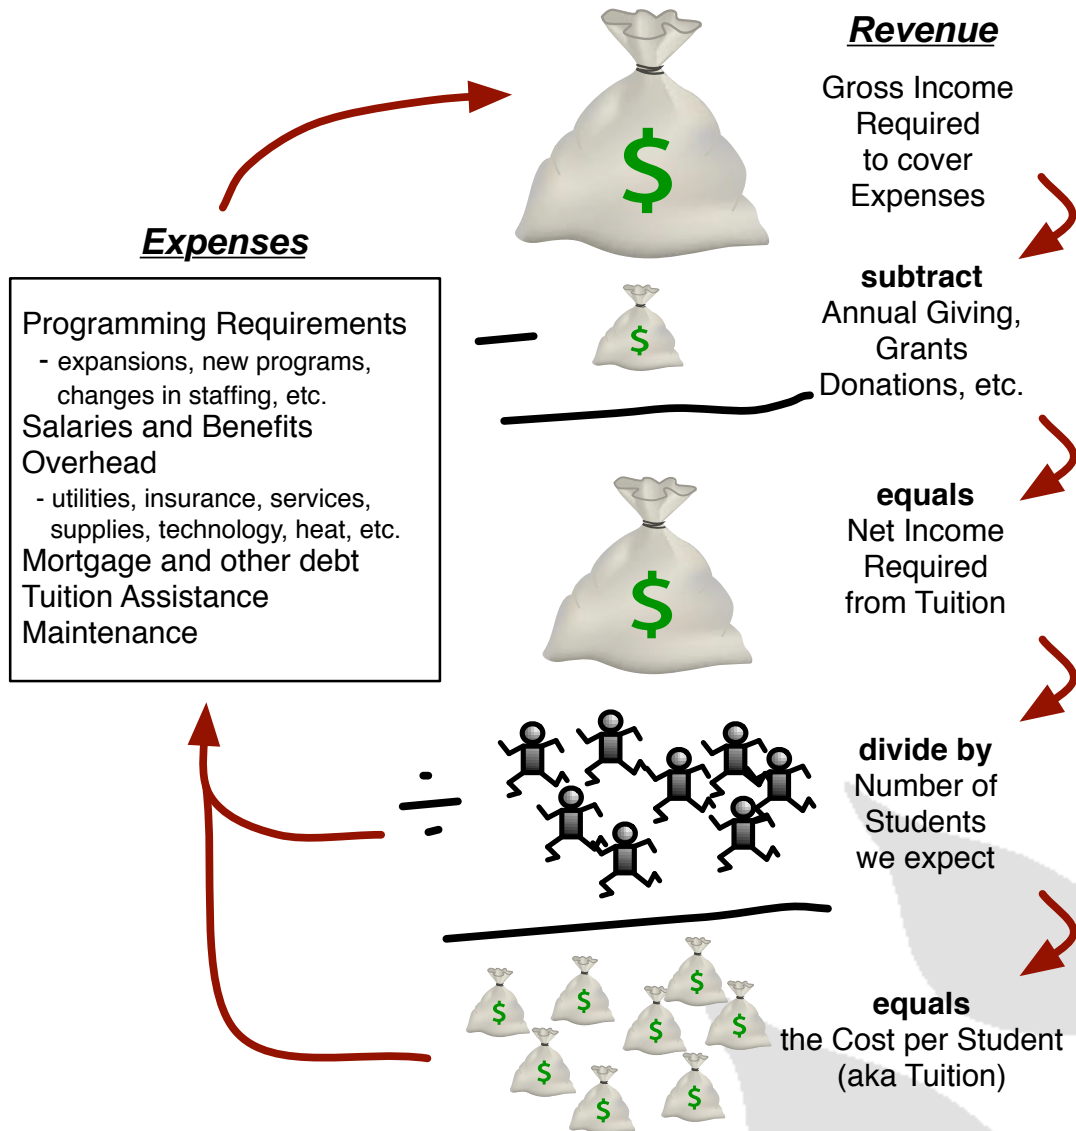 Revenue
Gross Income
Required
to cover
Expenses
$
Expenses
Programming Requirements
- expansions, new programs,
changes in staffing, etc.
Salaries and Benefits
Overhead
- utilities, insurance, services,
supplies, technology, heat, etc.
Mortgage and other debt
Tuition Assistance
Maintenance
subtract
Annual Giving,
Grants
Donations, etc.
$
equals
Net Income
Required
from Tuition
$
divide by
Number of
Students
we expect
equals
the Cost per Student
(aka Tuition)
$
$
$
$
$
$
$
$